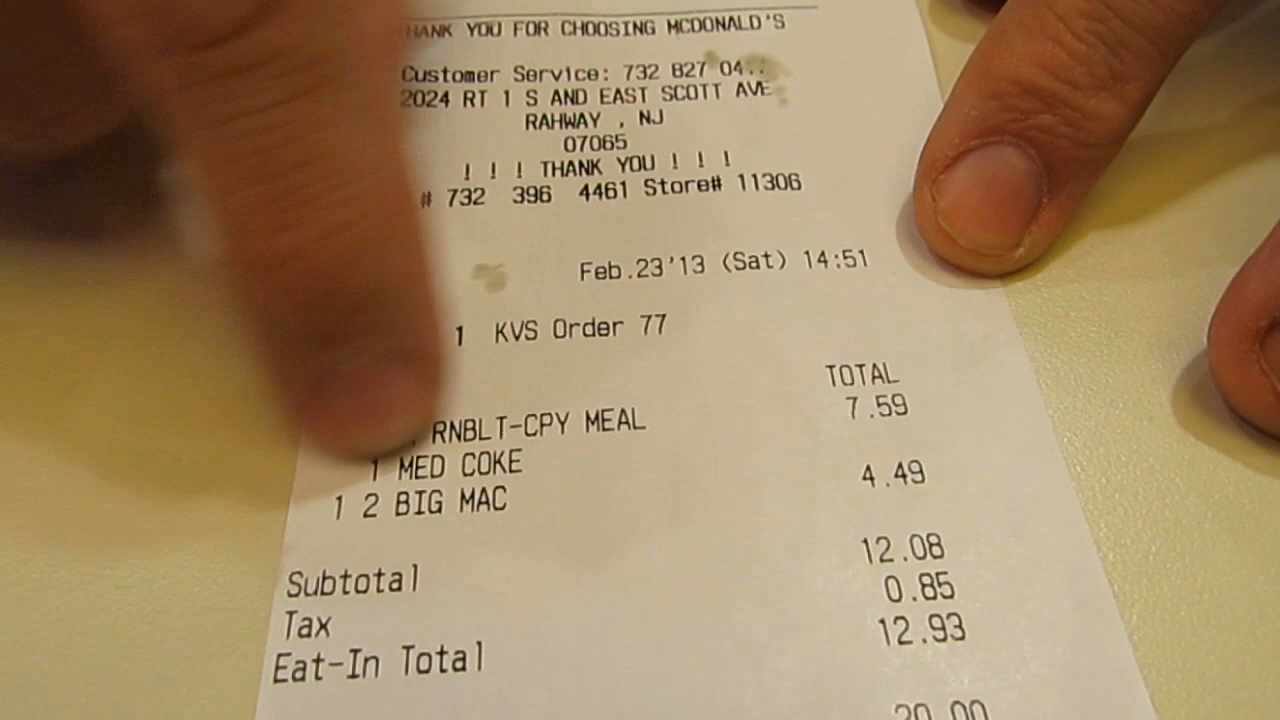 THANK YOU FOR CHOOSING MCDONALD'S
Customer Service: 732 827 04..
2024 RT 1 S AND EAST SCOTT AVE
RAHWAY , NJ
07065
! ! ! THANK YOU ! ! !
# 732 396 4461 Store# 11306
Feb.23'13 (Sat) 14:51
1 KVS Order 77
TOTAL
RNBLT-CPY MEAL 7.59
1 MED COKE
1 2 BIG MAC 4.49
Subtotal 12.08
Tax 0.85
Eat-In Total 12.93
20.00